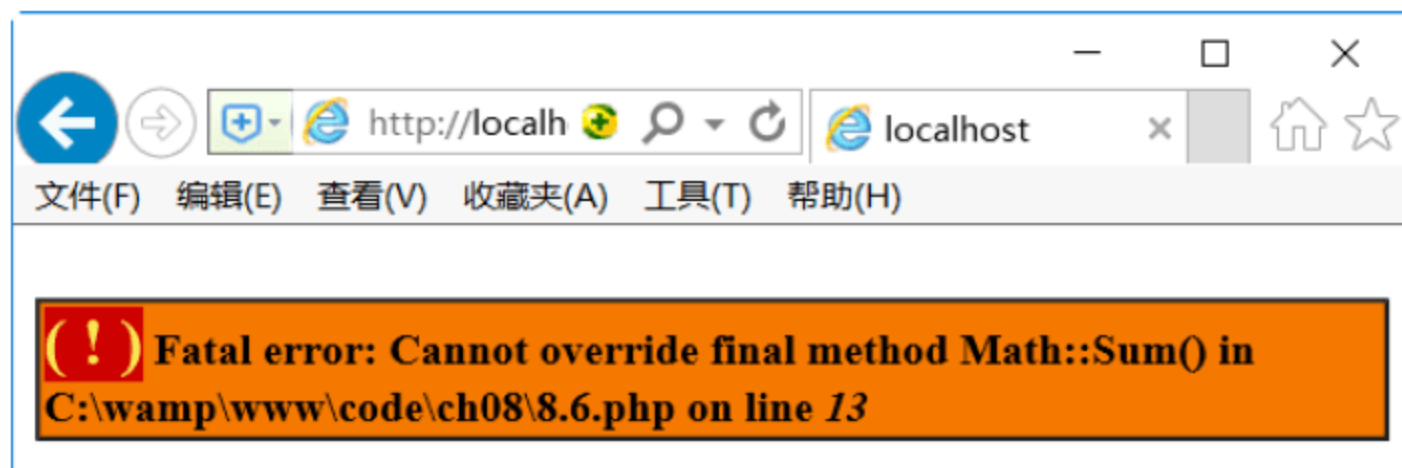 http://localh
localhost
文件(F) 编辑(E) 查看(V) 收藏夹(A) 工具(T) 帮助(H)
( ! ) Fatal error: Cannot override final method Math::Sum() in
C:\wamp\www\code\ch08\8.6.php on line 13